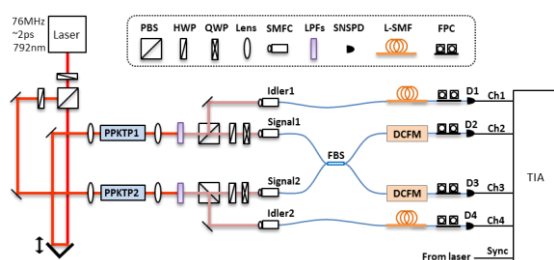 76MHz
~2ps
792nm
Laser
PBS HWP QWP Lens SMFC LPFs SNSPD L-SMF FPC
Idler1
D1
Ch1
Signal1
D2
Ch2
PPKTP1
DCFM
FBS
TIA
Signal2
D3
Ch3
PPKTP2
DCFM
Idler2
D4
Ch4
Sync
From laser